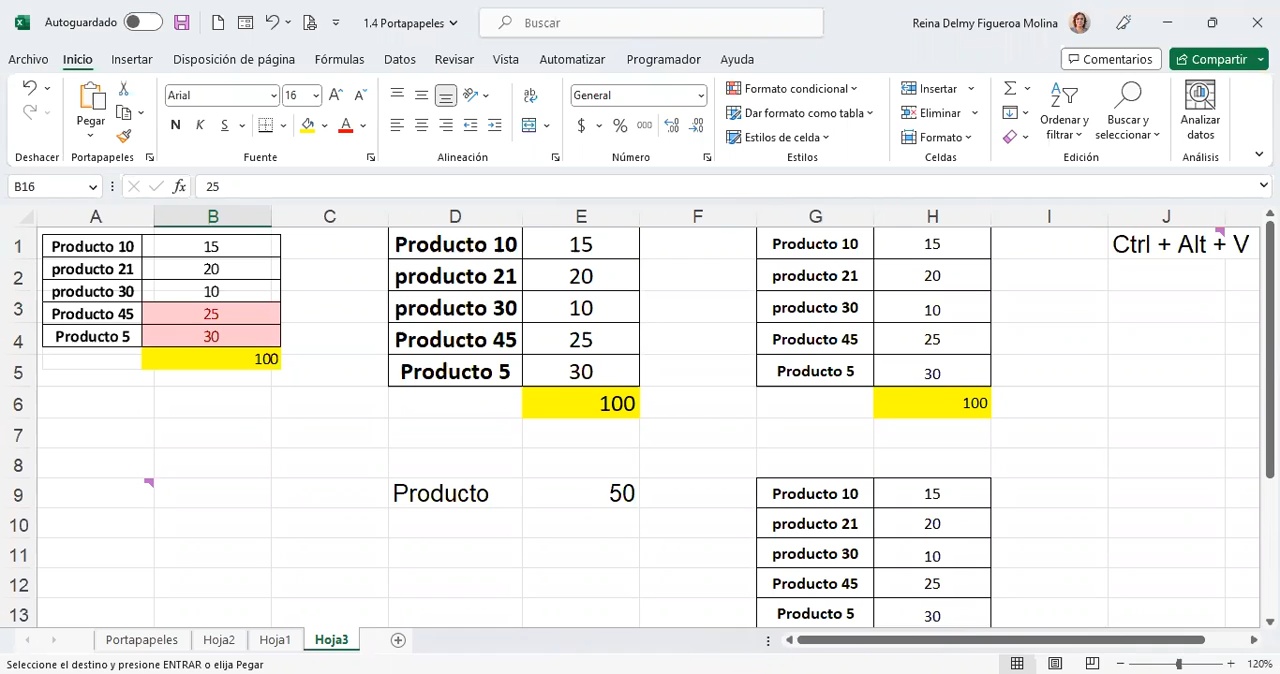 Autoguardado 1.4 Portapapeles Buscar Reina Delmy Figueroa Molina
Archivo Inicio Insertar Disposición de página Fórmulas Datos Revisar Vista Automatizar Programador Ayuda Comentarios Compartir
Pegar Arial 16 General Formato condicional Insertar Ordenar y Buscar y Analizar
Dar formato como tabla Eliminar filtrar seleccionar datos
N K S $ % 000 Estilos de celda Formato
Deshacer Portapapeles Fuente Alineación Número Estilos Celdas Edición Análisis
B16 fx 25
A B C D E F G H I J
1 Producto 10 15 Producto 10 15 Producto 10 15 Ctrl + Alt + V
2 producto 21 20 producto 21 20 producto 21 20
3 producto 30 10 producto 30 10 producto 30 10
4 Producto 45 25 Producto 45 25 Producto 45 25
5 Producto 5 30 Producto 5 30 Producto 5 30
6 100 100 100
7
8
9 Producto 50 Producto 10 15
10 producto 21 20
11 producto 30 10
12 Producto 45 25
13 Producto 5 30
Portapapeles Hoja2 Hoja1 Hoja3
Seleccione el destino y presione ENTRAR o elija Pegar 120%